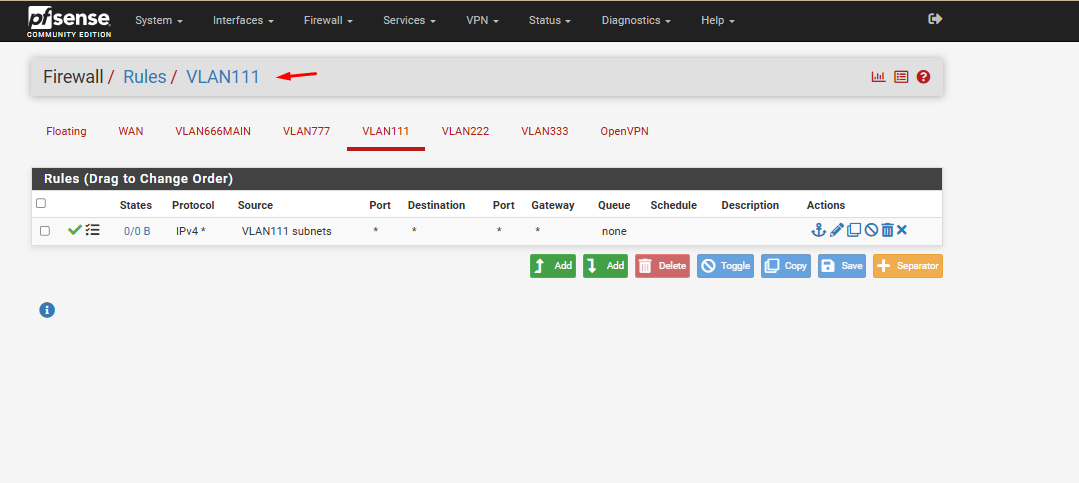 pfsense COMMUNITY EDITION System Interfaces Firewall Services VPN Status Diagnostics Help
Firewall / Rules / VLAN111
Floating WAN VLAN666MAIN VLAN777 VLAN111 VLAN222 VLAN333 OpenVPN
Rules (Drag to Change Order)
States Protocol Source Port Destination Port Gateway Queue Schedule Description Actions
0/0 B IPv4 * VLAN111 subnets * * * * none
Add Add Delete Toggle Copy Save Separator